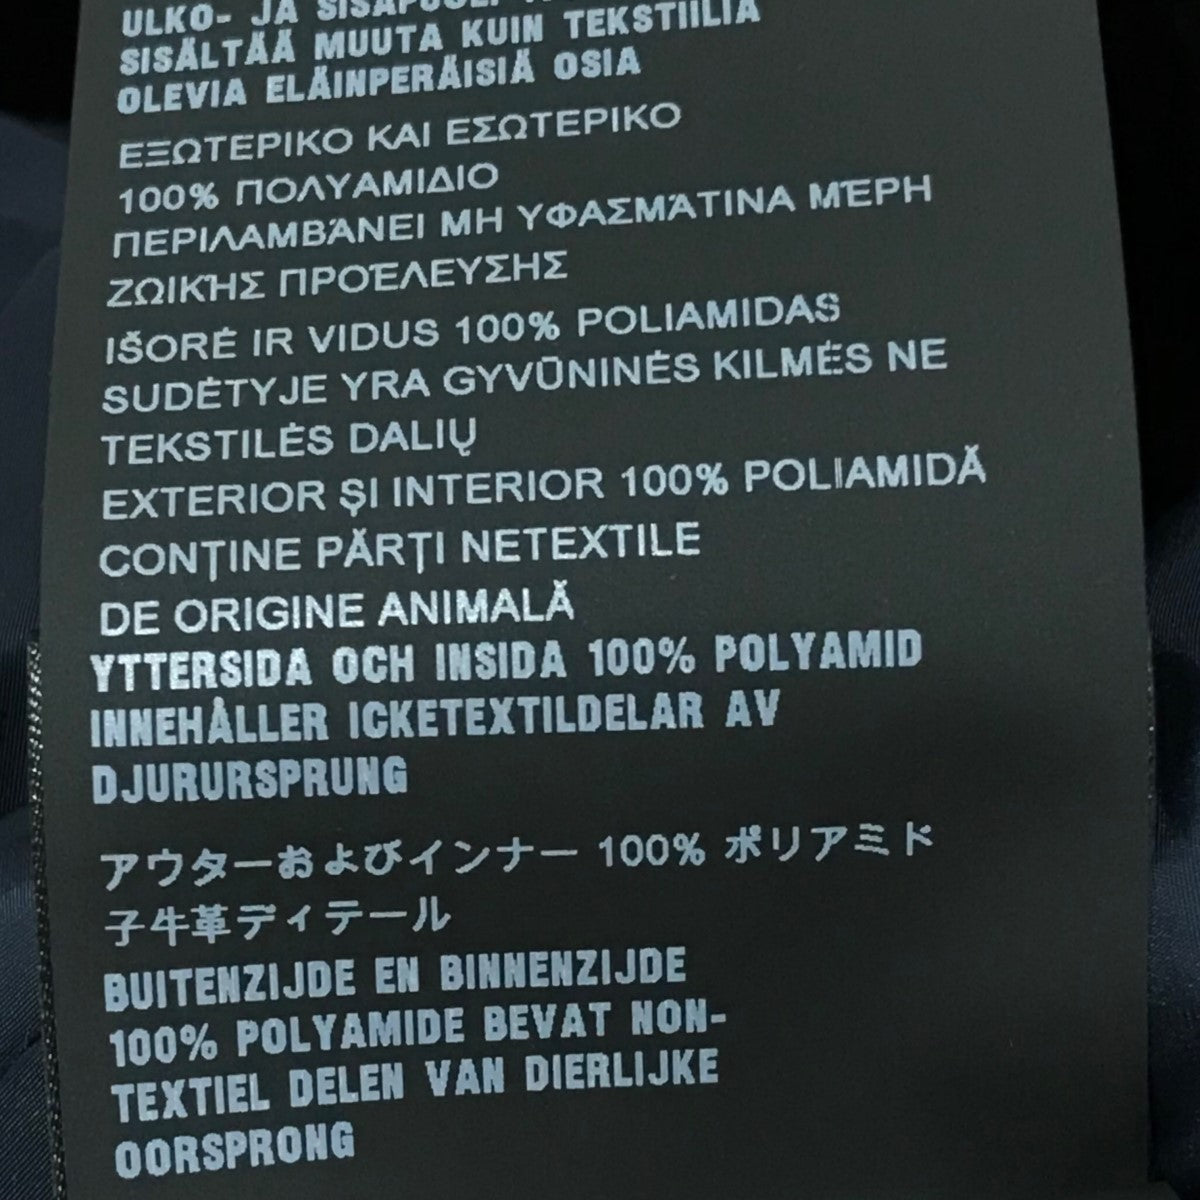 ULKO- JA
SISÄLTÄÄ MUUTA KUIN TEKSTIILIA
OLEVIA ELÄINPERÄISIÄ OSIA
ΕΞΩΤΕΡΙΚΟ ΚΑΙ ΕΣΩΤΕΡΙΚΟ
100% ΠΟΛΥΑΜΙΔΙΟ
ΠΕΡΙΛΑΜΒΆΝΕΙ ΜΗ ΥΦΑΣΜΆΤΙΝΑ ΜΈΡΗ
ΖΩΙΚΉΣ ΠΡΟΈΛΕΥΣΗΣ
IŠORĖ IR VIDUS 100% POLIAMIDAS
SUDĖTYJE YRA GYVŪNINĖS KILMĖS NE
TEKSTILĖS DALIŲ
EXTERIOR ŞI INTERIOR 100% POLIAMIDĂ
CONŢINE PĂRŢI NETEXTILE
DE ORIGINE ANIMALĂ
YTTERSIDA OCH INSIDA 100% POLYAMID
INNEHÅLLER ICKETEXTILDELAR AV
DJURURSPRUNG
アウターおよびインナー 100% ポリアミド
子牛革ディテール
BUITENZIJDE EN BINNENZIJDE
100% POLYAMIDE BEVAT NON-
TEXTIEL DELEN VAN DIERLIJKE
OORSPRONG